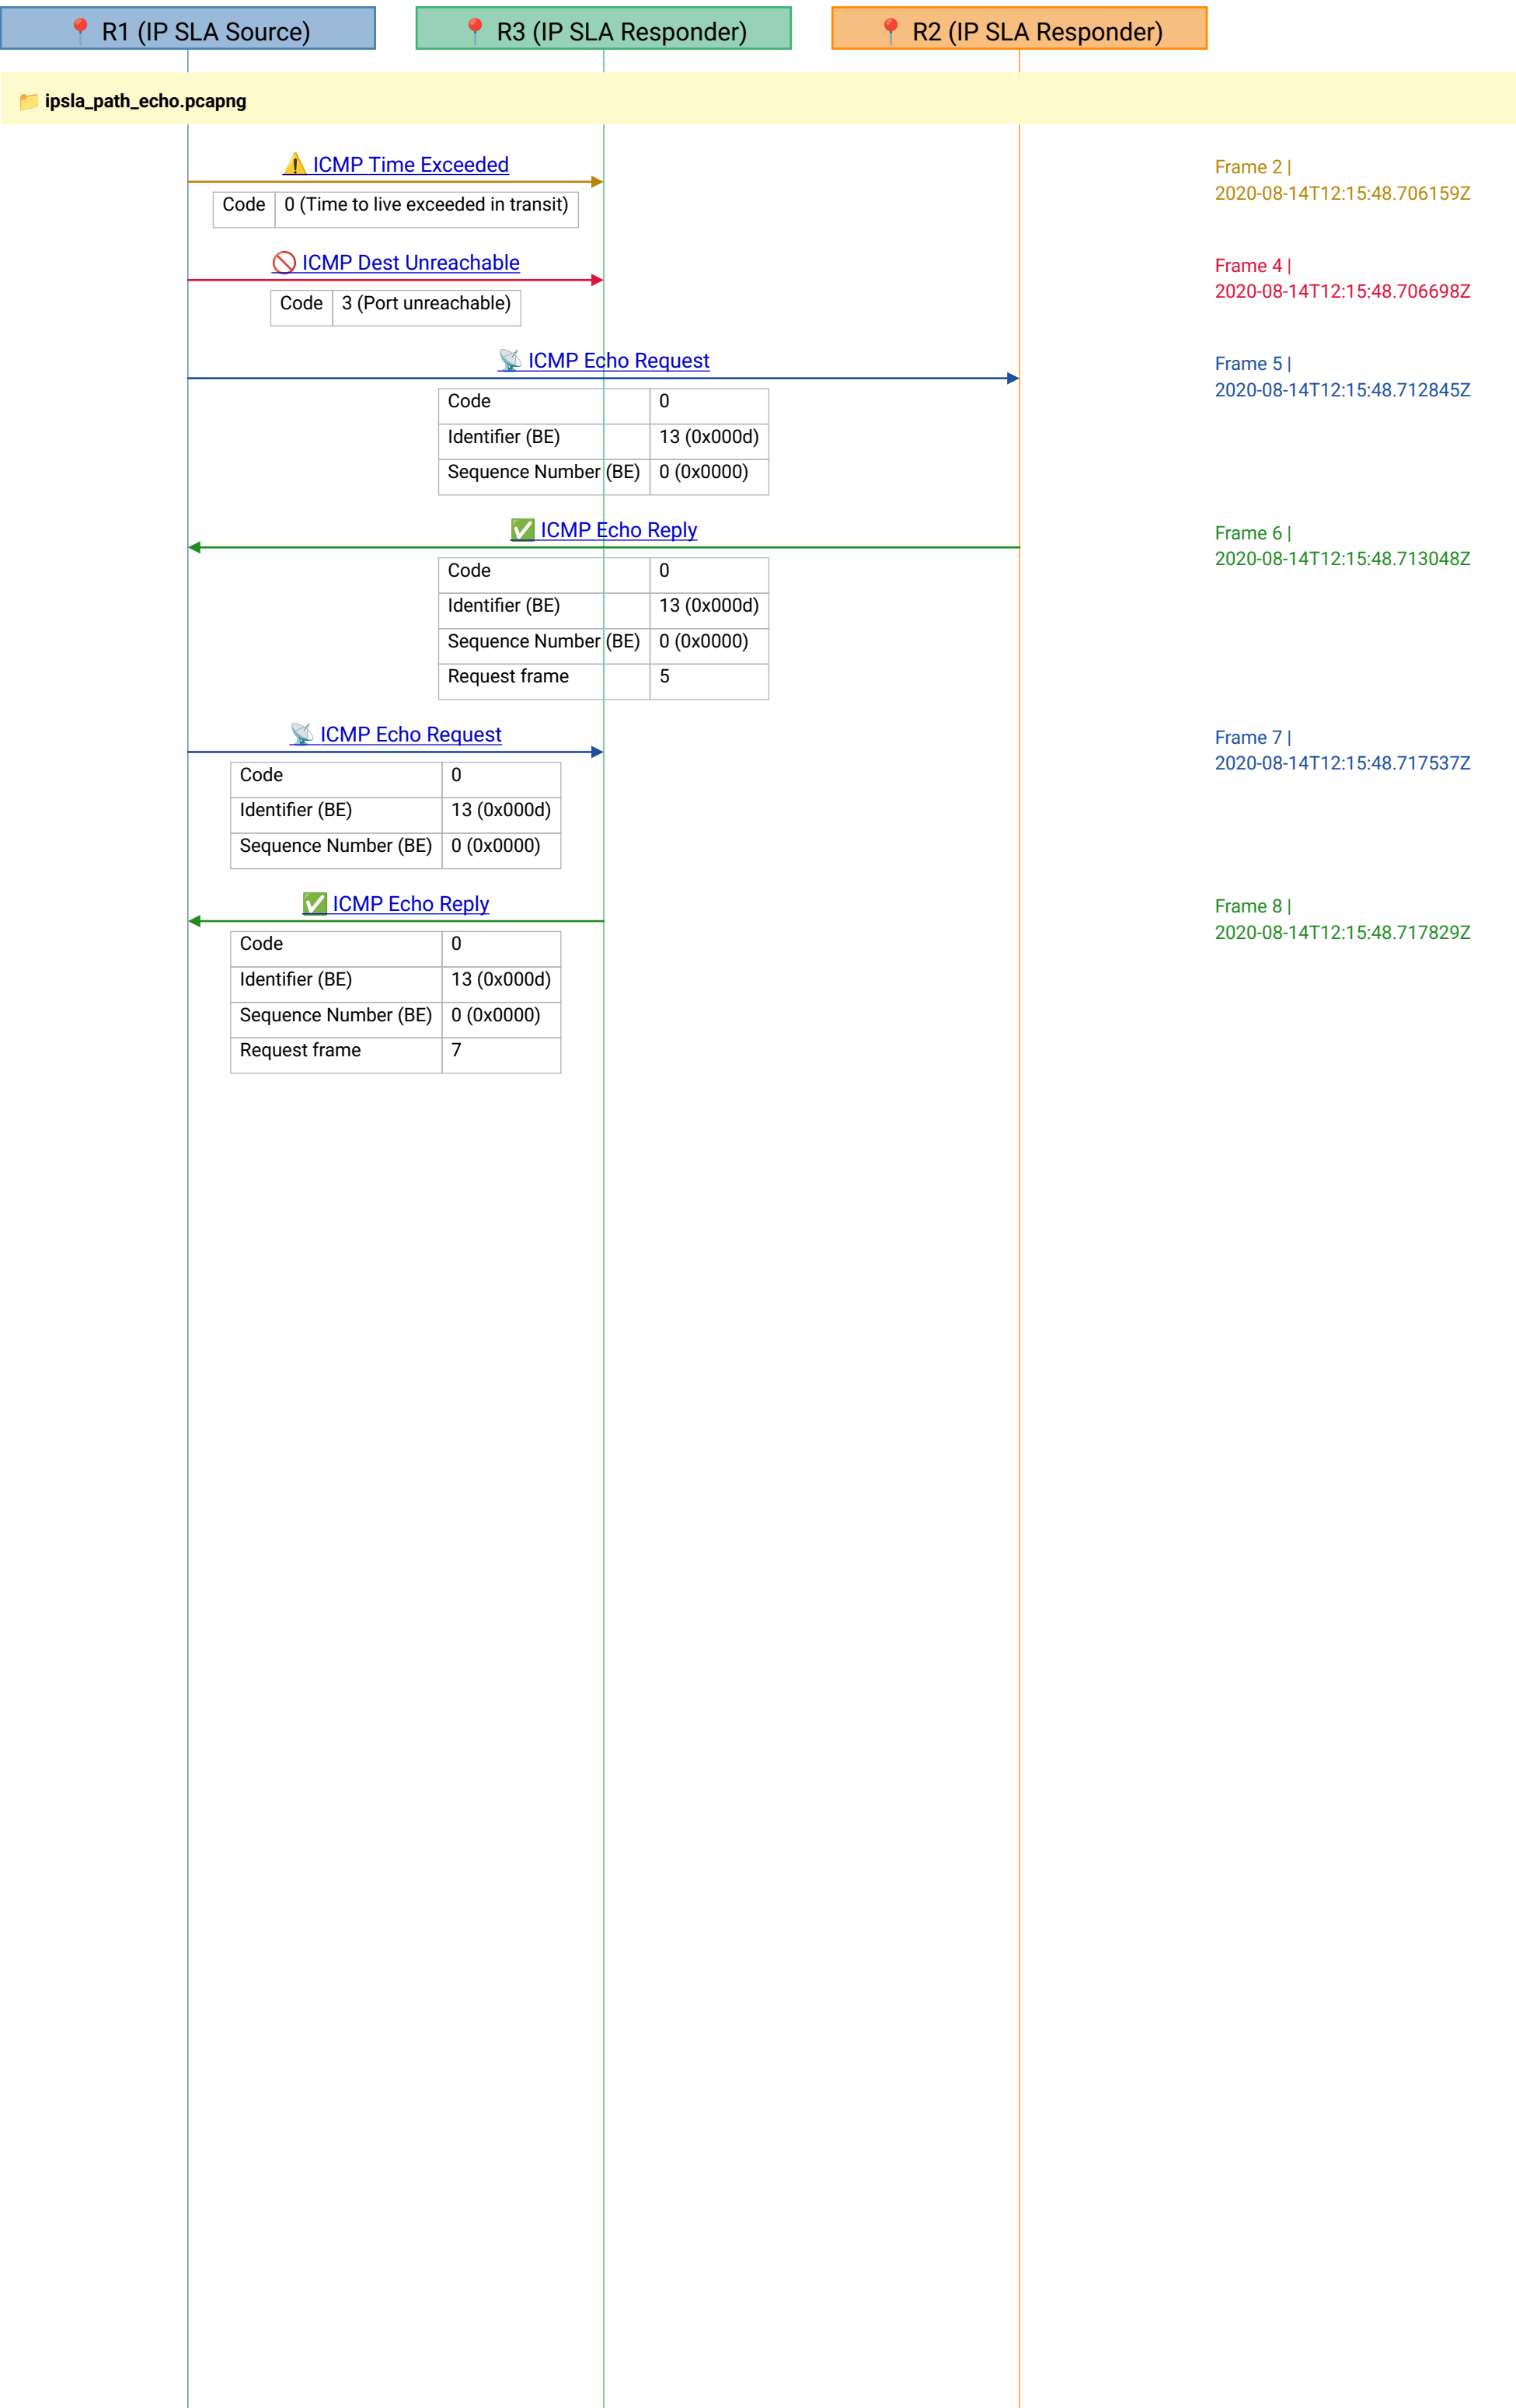 📍 R1 (IP SLA Source)
📍 R3 (IP SLA Responder)
📍 R2 (IP SLA Responder)
📁 ipsla_path_echo.pcapng
⚠️ ICMP Time Exceeded
Frame 2 |
2020-08-14T12:15:48.706159Z
Code 0 (Time to live exceeded in transit)
🚫 ICMP Dest Unreachable
Frame 4 |
2020-08-14T12:15:48.706698Z
Code 3 (Port unreachable)
📡 ICMP Echo Request
Frame 5 |
2020-08-14T12:15:48.712845Z
Code 0
Identifier (BE) 13 (0x000d)
Sequence Number (BE) 0 (0x0000)
✅ ICMP Echo Reply
Frame 6 |
2020-08-14T12:15:48.713048Z
Code 0
Identifier (BE) 13 (0x000d)
Sequence Number (BE) 0 (0x0000)
Request frame 5
📡 ICMP Echo Request
Frame 7 |
2020-08-14T12:15:48.717537Z
Code 0
Identifier (BE) 13 (0x000d)
Sequence Number (BE) 0 (0x0000)
✅ ICMP Echo Reply
Frame 8 |
2020-08-14T12:15:48.717829Z
Code 0
Identifier (BE) 13 (0x000d)
Sequence Number (BE) 0 (0x0000)
Request frame 7